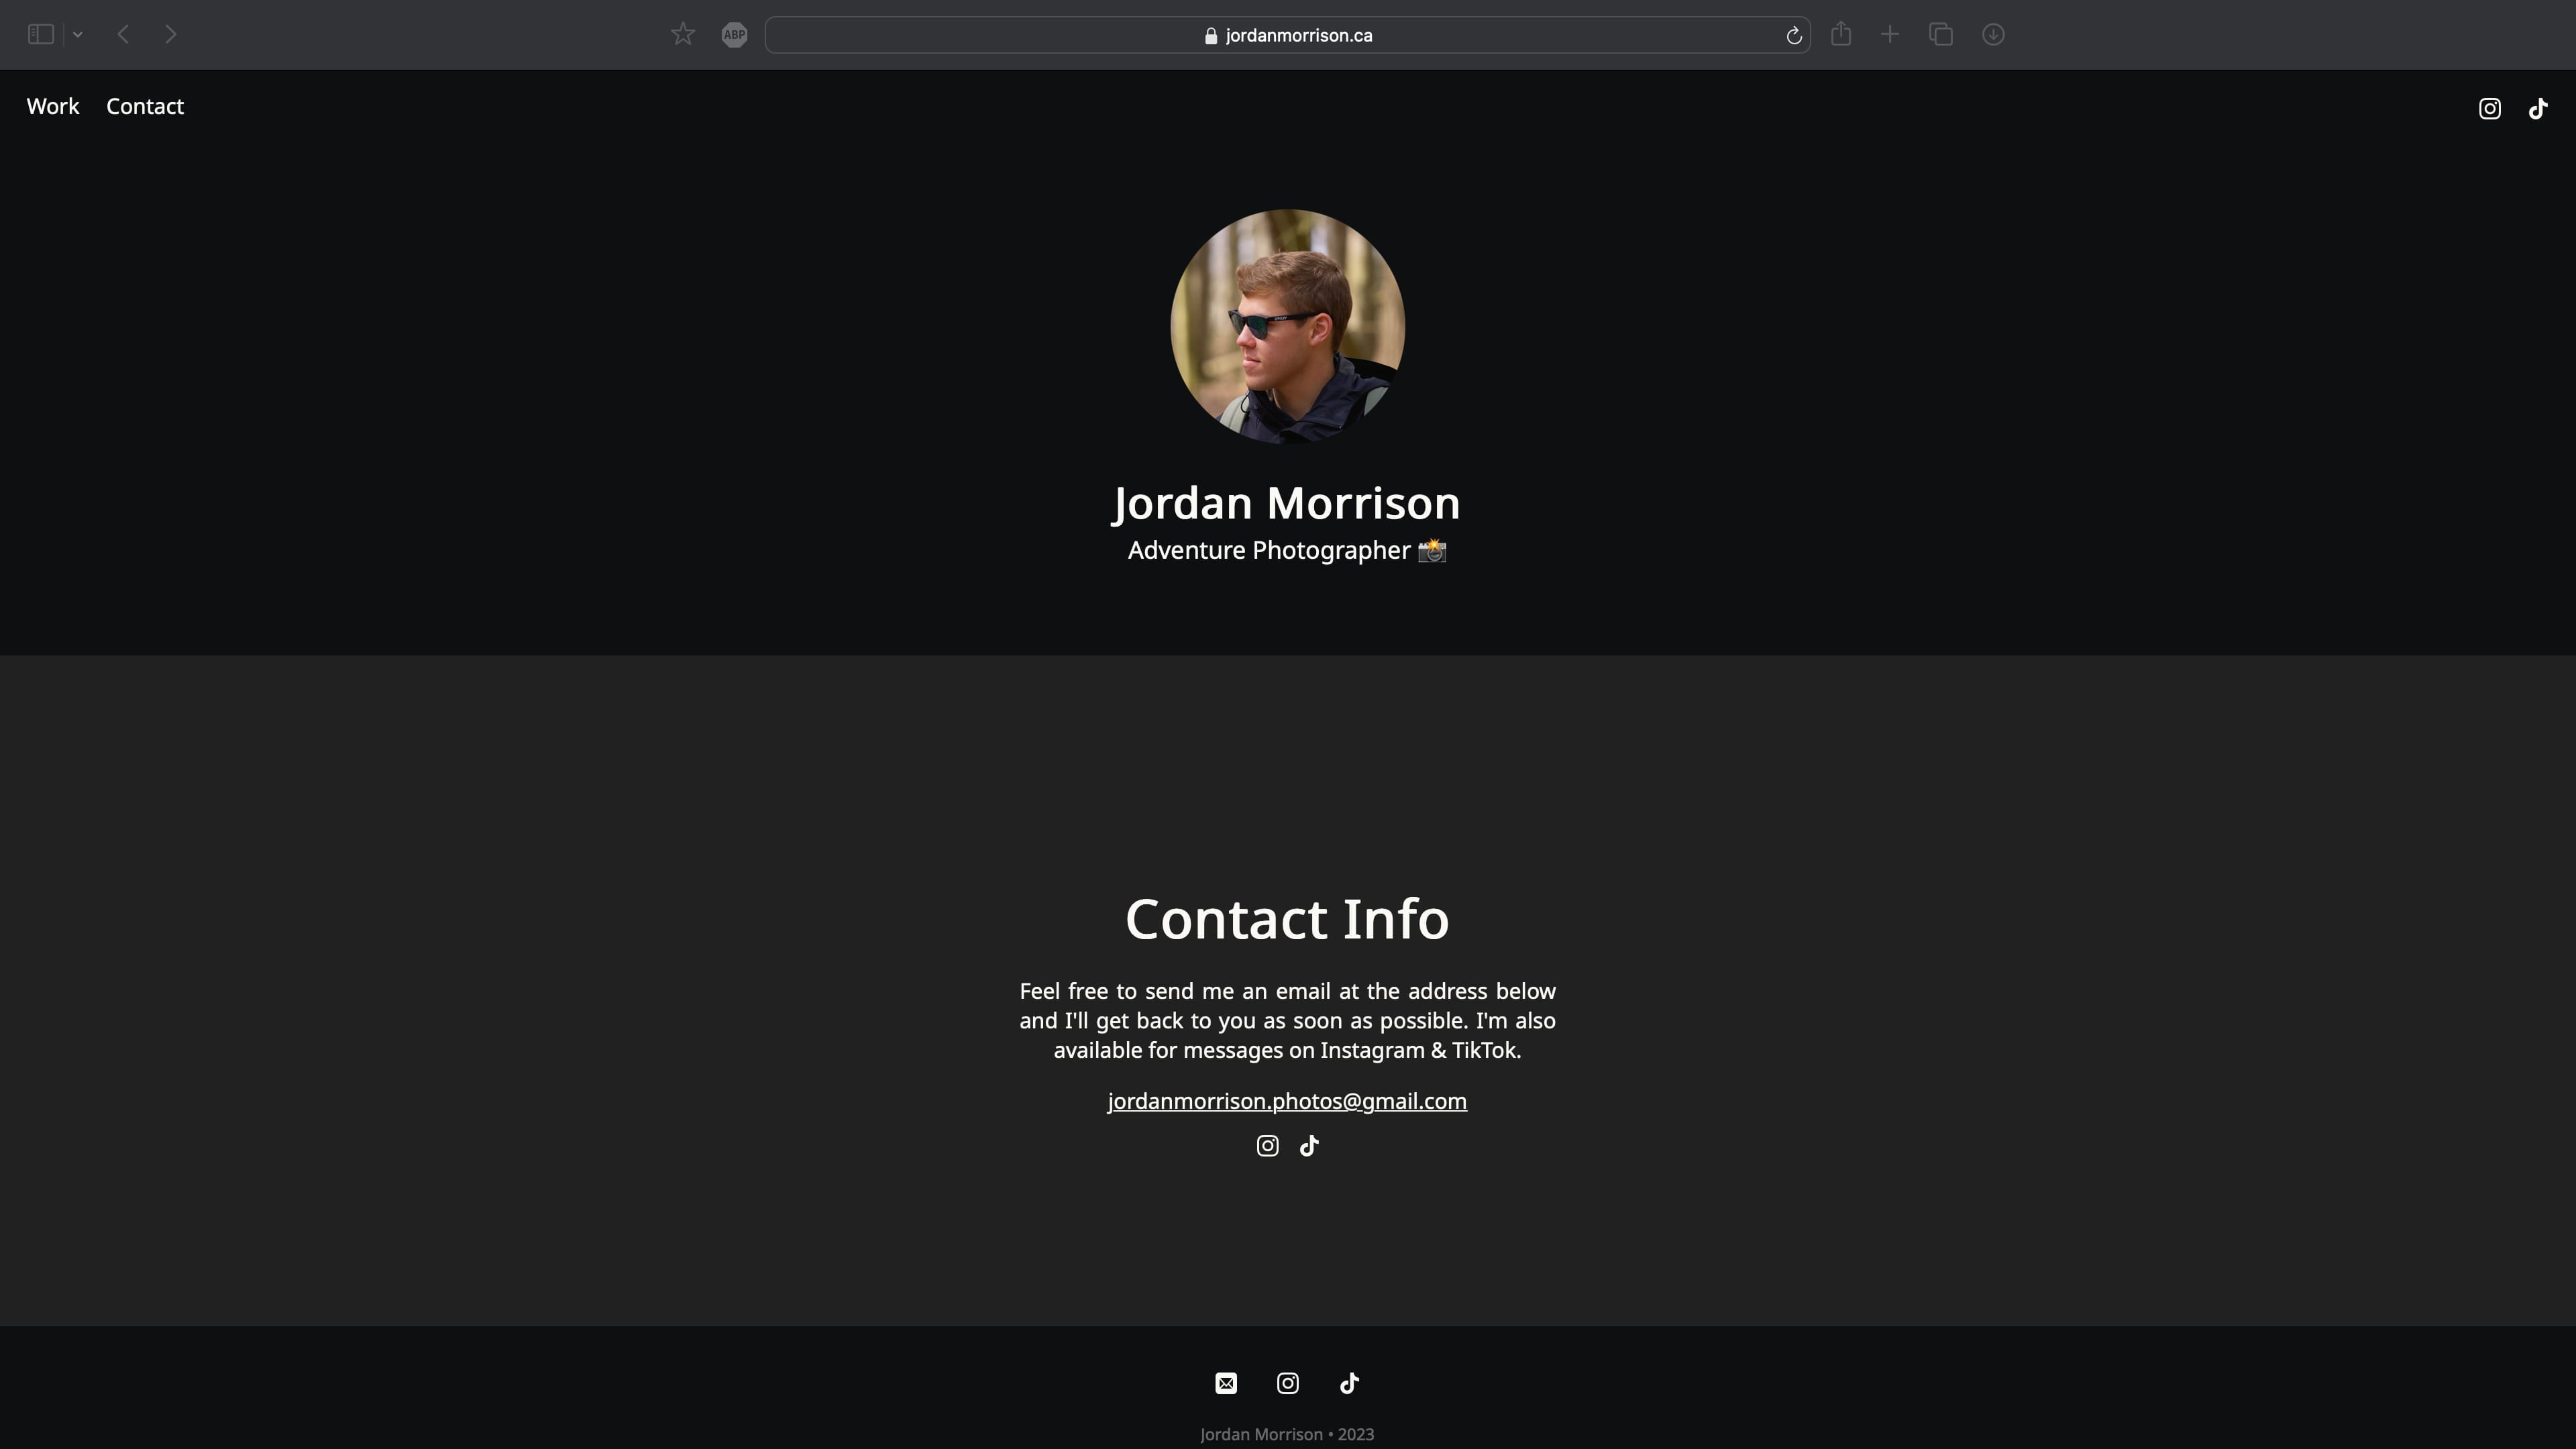 ABP
jordanmorrison.ca
Work Contact
Jordan Morrison
Adventure Photographer 📸
Contact Info
Feel free to send me an email at the address below
and I'll get back to you as soon as possible. I'm also
available for messages on Instagram & TikTok.
jordanmorrison.photos@gmail.com
Jordan Morrison • 2023